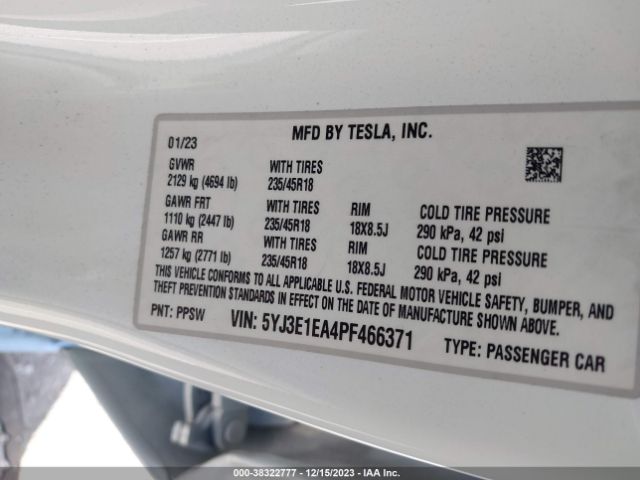 01/23 MFD BY TESLA, INC.
GVWR WITH TIRES
2129 kg (4694 lb) 235/45R18
GAWR FRT WITH TIRES RIM COLD TIRE PRESSURE
1110 kg (2447 lb) 235/45R18 18X8.5J 290 kPa, 42 psi
GAWR RR WITH TIRES RIM COLD TIRE PRESSURE
1257 kg (2771 lb) 235/45R18 18X8.5J 290 kPa, 42 psi
THIS VEHICLE CONFORMS TO ALL APPLICABLE U.S. FEDERAL MOTOR VEHICLE SAFETY, BUMPER, AND
THEFT PREVENTION STANDARDS IN EFFECT ON THE DATE OF MANUFACTURE SHOWN ABOVE.
PNT: PPSW VIN: 5YJ3E1EA4PF466371 TYPE: PASSENGER CAR
000-38322777 - 12/15/2023 - IAA Inc.